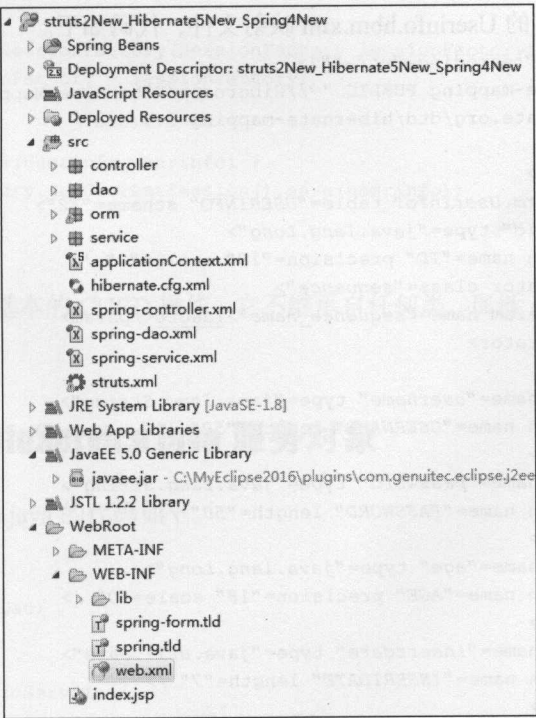 struts2New_Hibernate5New_Spring4New
Spring Beans
Deployment Descriptor: struts2New_Hibernate5New_Spring4New
JavaScript Resources
Deployed Resources
src
controller
dao
orm
service
applicationContext.xml
hibernate.cfg.xml
spring-controller.xml
spring-dao.xml
spring-service.xml
struts.xml
JRE System Library [JavaSE-1.8]
Web App Libraries
JavaEE 5.0 Generic Library
javaee.jar - C:\MyEclipse2016\plugins\com.genuitec.eclipse.j2ee
JSTL 1.2.2 Library
WebRoot
META-INF
WEB-INF
lib
spring-form.tld
spring.tld
web.xml
index.jsp